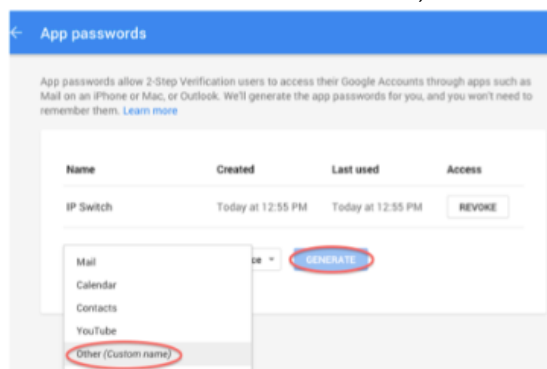 App passwords
App passwords allow 2-Step Verification users to access their Google Accounts through apps such as
Mail on an iPhone or Mac, or Outlook. We'll generate the app passwords for you, and you won't need to
remember them. Learn more
Name Created Last used Access
IP Switch Today at 12:55 PM Today at 12:55 PM REVOKE
Mail
GENERATE
Calendar
Contacts
YouTube
Other (Custom name)